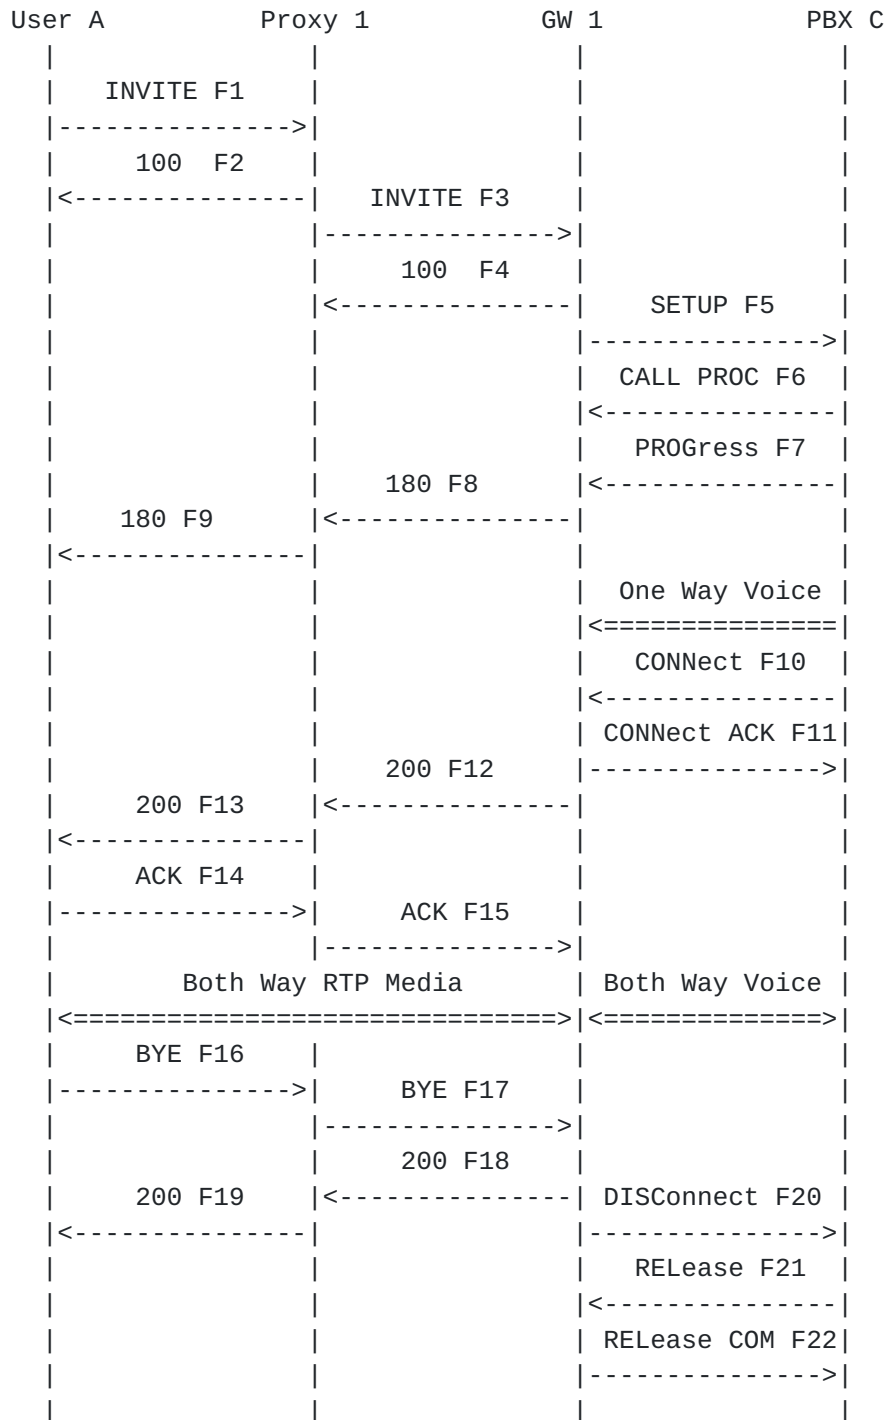 User A Proxy 1 GW 1 PBX C
INVITE F1
100 F2
INVITE F3
100 F4
SETUP F5
CALL PROC F6
PROGress F7
180 F8
180 F9
One Way Voice
CONNect F10
CONNect ACK F11
200 F12
200 F13
ACK F14
ACK F15
Both Way RTP Media Both Way Voice
BYE F16
BYE F17
200 F18
200 F19 DISConnect F20
RELease F21
RELease COM F22